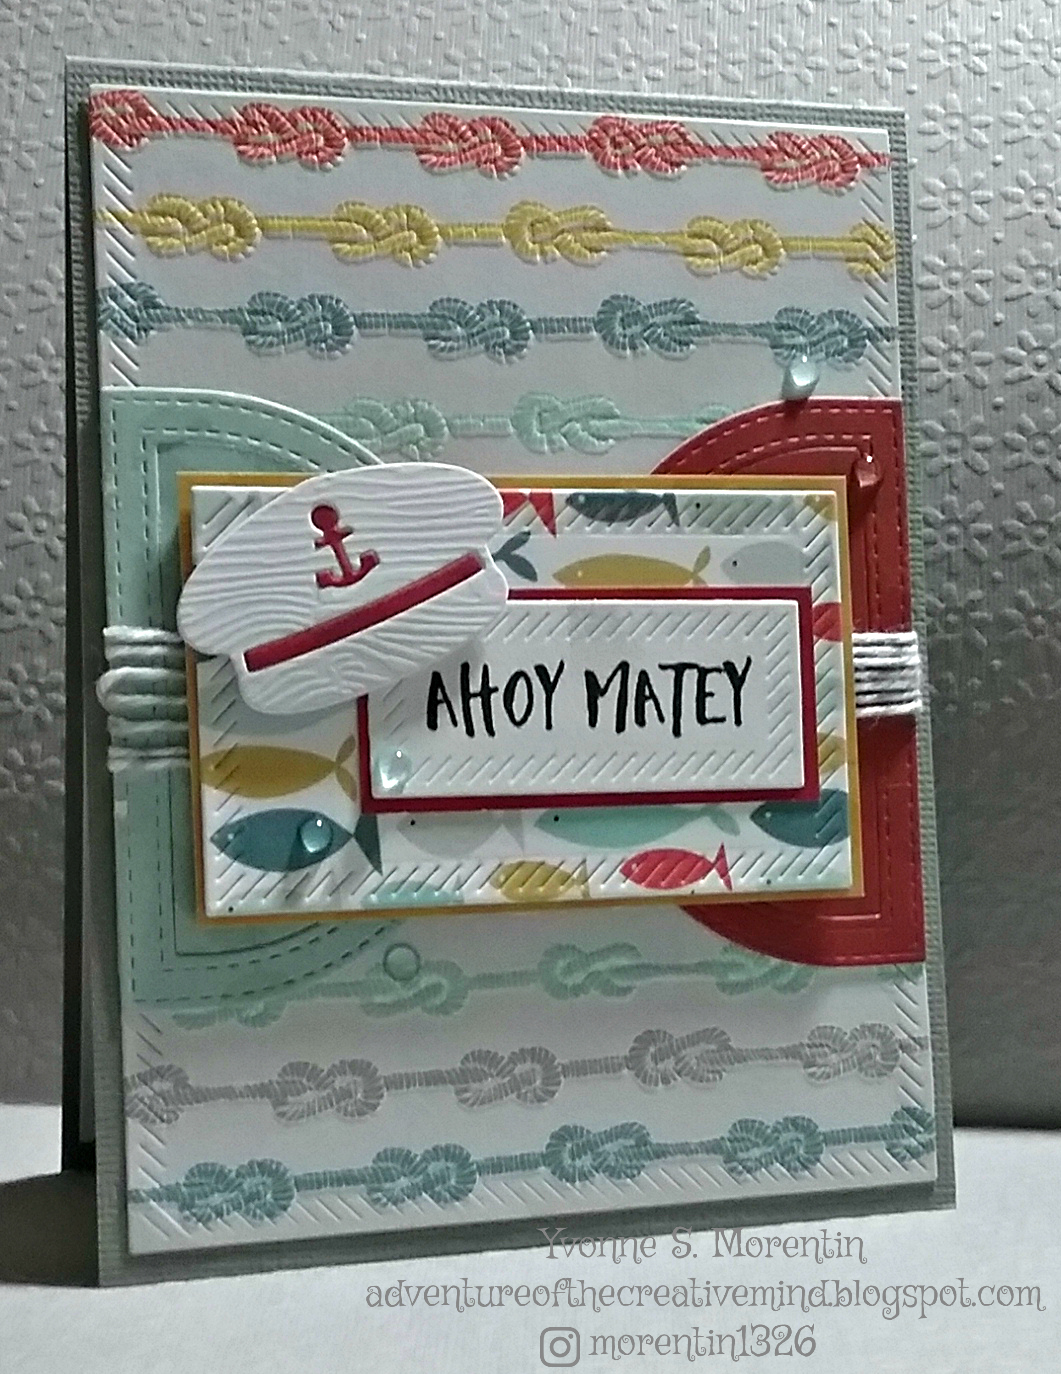 AHOY MATEY
Yvonne S. Morentin
adventureofthecreativemind.blogspot.com
morentin1326